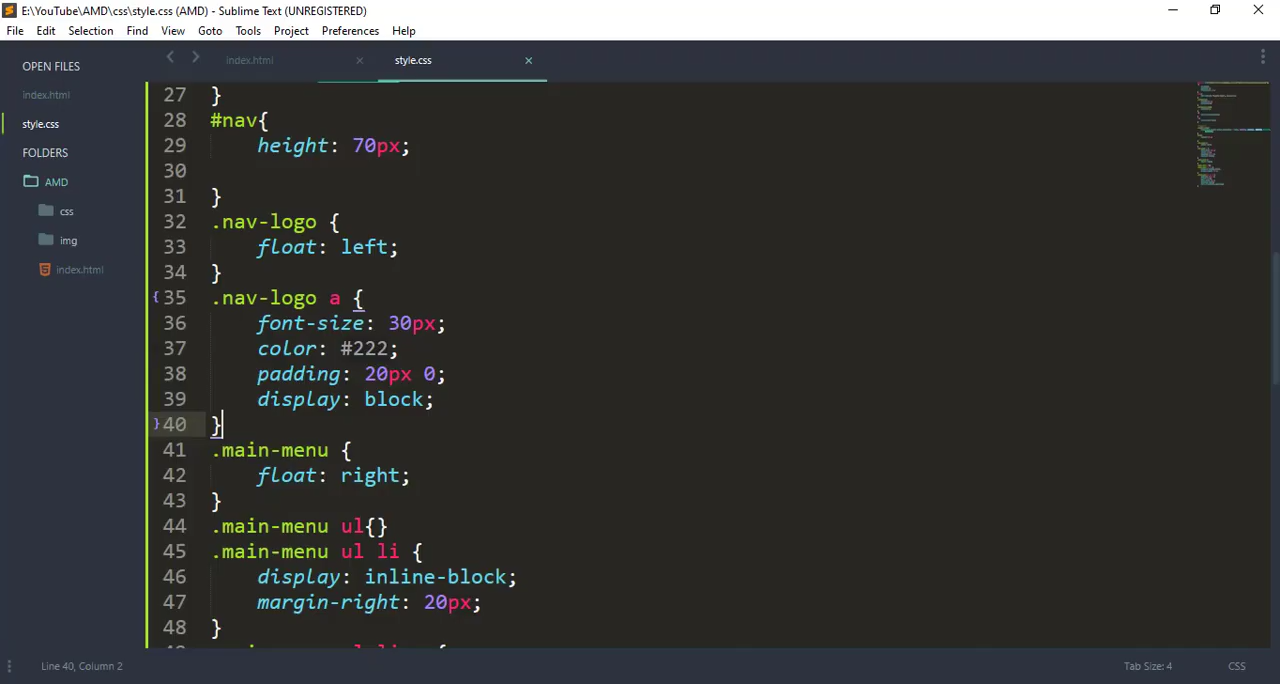 E:\YouTube\AMD\css\style.css (AMD) - Sublime Text (UNREGISTERED)
File Edit Selection Find View Goto Tools Project Preferences Help
OPEN FILES
index.html
style.css
FOLDERS
AMD
css
img
index.html
index.html
style.css
27 }
28 #nav{
29 height: 70px;
30
31 }
32 .nav-logo {
33 float: left;
34 }
35 .nav-logo a {
36 font-size: 30px;
37 color: #222;
38 padding: 20px 0;
39 display: block;
40 }
41 .main-menu {
42 float: right;
43 }
44 .main-menu ul{}
45 .main-menu ul li {
46 display: inline-block;
47 margin-right: 20px;
48 }
Line 40, Column 2
Tab Size: 4
CSS